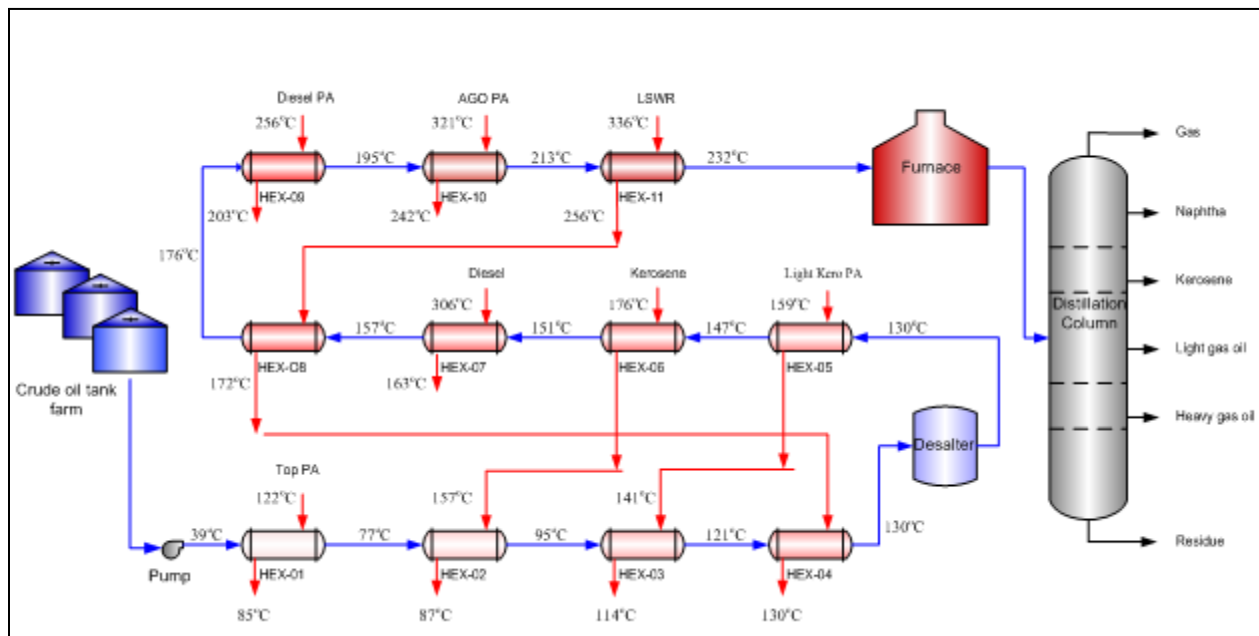 Diesel PA
AGO PA
LSWR
256°C
321°C
336°C
195°C
213°C
232°C
Furnace
Gas
HEX-09
HEX-10
HEX-11
203°C
242°C
256°C
Naphtha
176°C
Diesel
Kerosene
Light Kero PA
306°C
176°C
159°C
Kerosene
157°C
151°C
147°C
130°C
Distillation
Column
HEX-08
HEX-07
HEX-06
HEX-05
Light gas oil
172°C
163°C
Crude oil tank
farm
Heavy gas oil
Desalter
Top PA
122°C
157°C
141°C
39°C
77°C
95°C
121°C
130°C
Residue
Pump
HEX-01
HEX-02
HEX-03
HEX-04
85°C
87°C
114°C
130°C